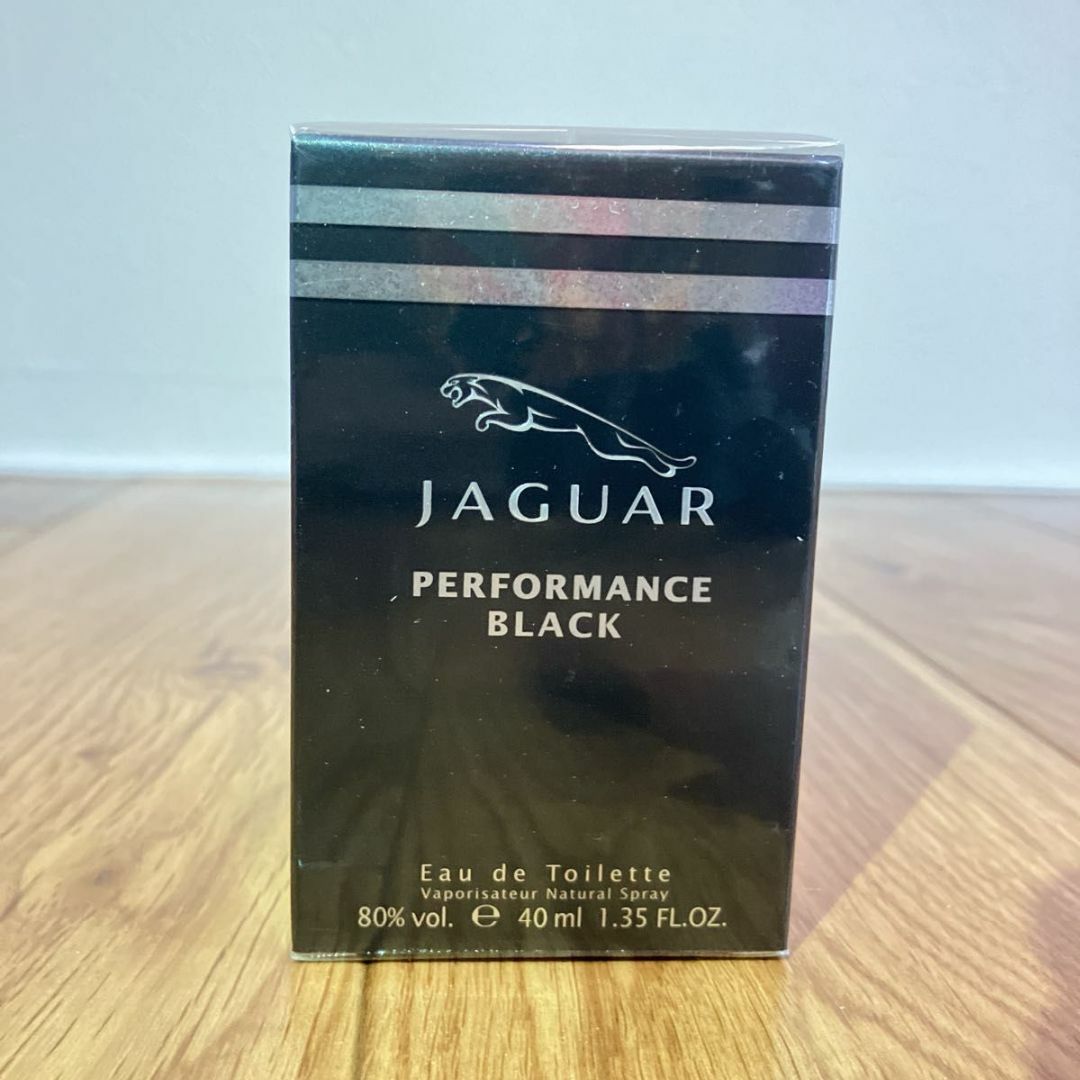 JAGUAR
PERFORMANCE
BLACK
Eau de Toilette
Vaporisateur Natural Spray
80% vol. ℮ 40 ml 1.35 FL.OZ.